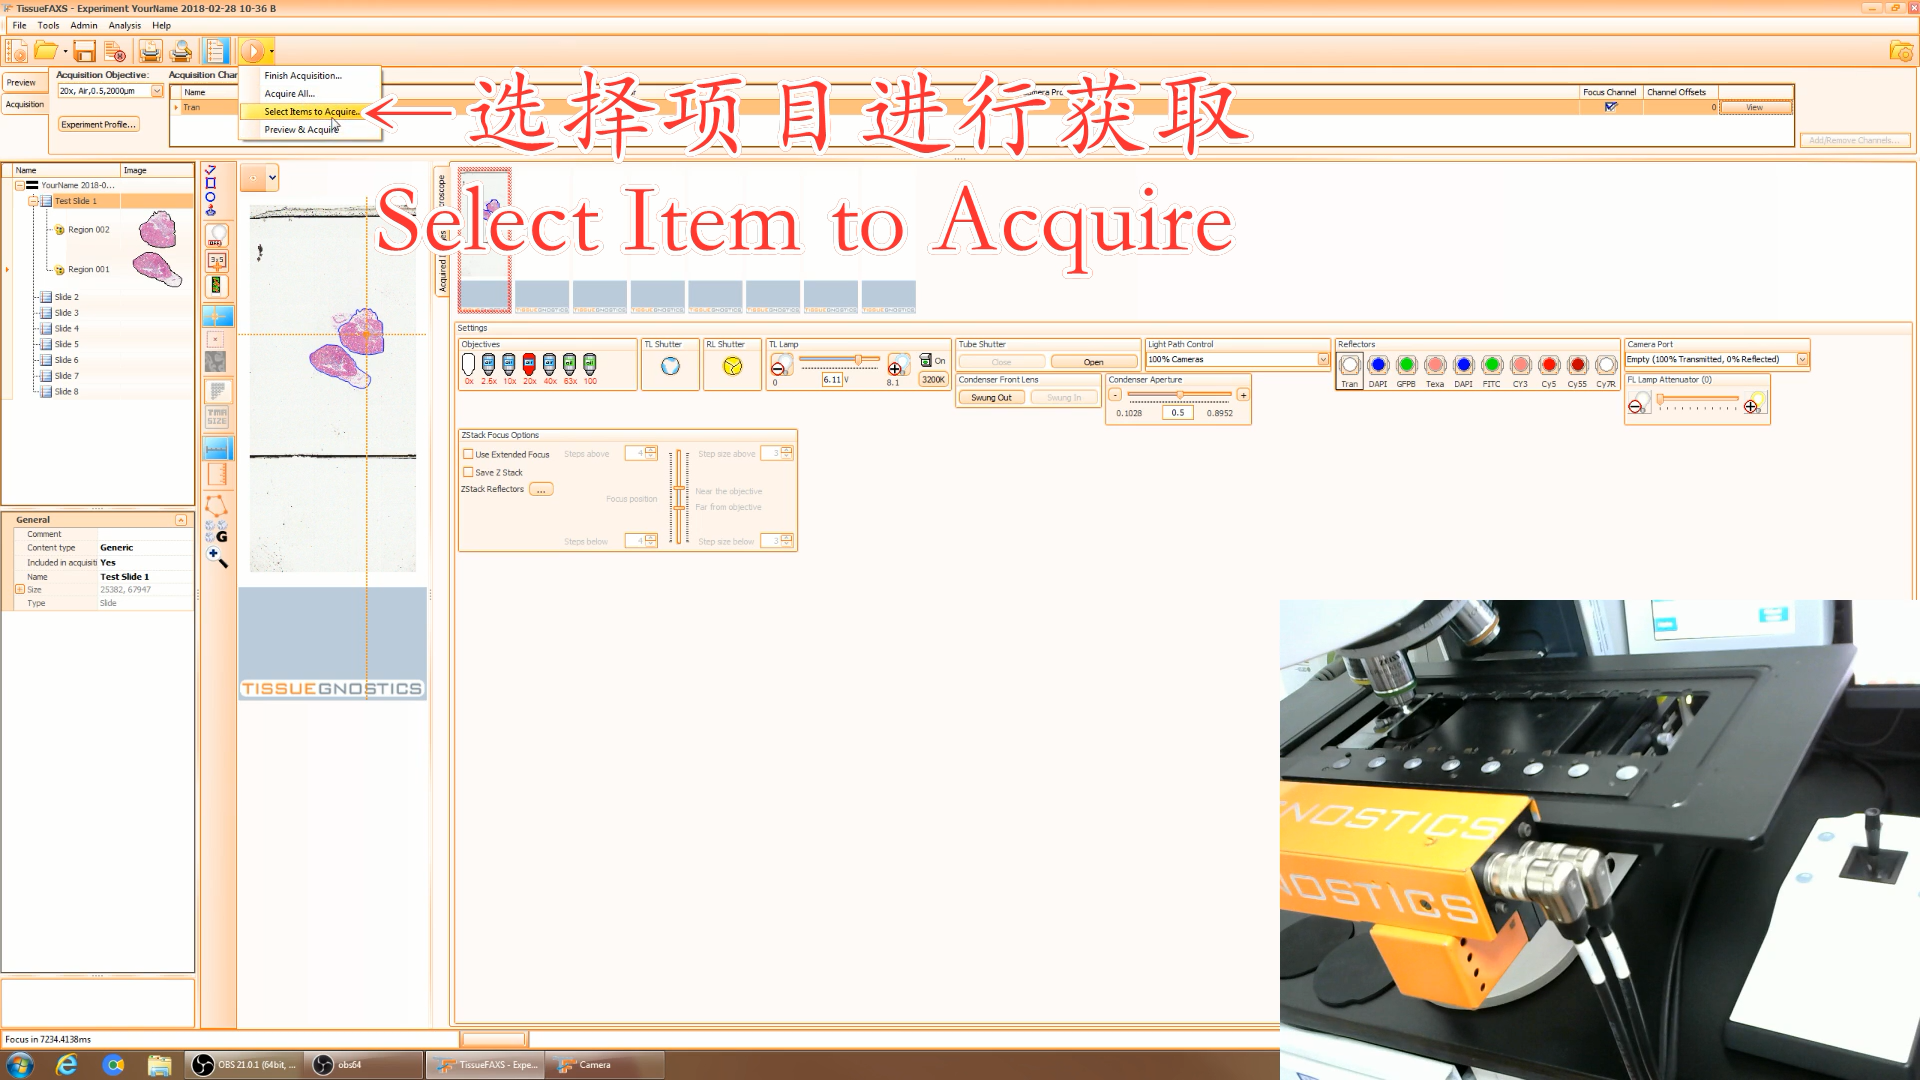 TissueFAXS - Experiment YourName 2018-02-28 10-36 B
File Tools Admin Analysis Help
Finish Acquisition...
Acquire All...
Select Items to Acquire..
Preview & Acquire
Preview
Acquisition
Acquisition Objective:
20x, Air,0.5,2000µm
Experiment Profile...
Acquisition Chan
Name
Tran
Focus Channel
Channel Offsets
0
View
Add/Remove Channels...
选择项目进行获取
Select Item to Acquire
Name Image
YourName 2018-0...
Test Slide 1
Region 002
Region 001
Slide 2
Slide 3
Slide 4
Slide 5
Slide 6
Slide 7
Slide 8
General
Comment
Content type Generic
Included in acquisiti Yes
Name Test Slide 1
Size 25382, 67947
Type Slide
TMA
SIZE
G
TISSUEGNOSTICS
Settings
Objectives
0x 2.5x 10x 20x 40x 63x 100
TL Shutter
RL Shutter
TL Lamp
0 6.11 V 8.1
On
3200K
Tube Shutter
Close Open
Condenser Front Lens
Swung Out Swung In
Light Path Control
100% Cameras
Condenser Aperture
0.1028 0.5 0.8952
Reflectors
Tran DAPI GFPB Texa DAPI FITC CY3 Cy5 Cy55 Cy7R
Camera Port
Empty (100% Transmitted, 0% Reflected)
FL Lamp Attenuator (0)
ZStack Focus Options
Use Extended Focus
Save Z Stack
ZStack Reflectors ...
Steps above 4
Step size above 3
Focus position
Near the objective
Far from objective
Steps below 4
Step size below 3
GNOSTICS
NOSTICS
ZEISS
Focus in 7234.4138ms
OBS 21.0.1 (64bit, ...
obs64
TissueFAXS - Expe...
Camera